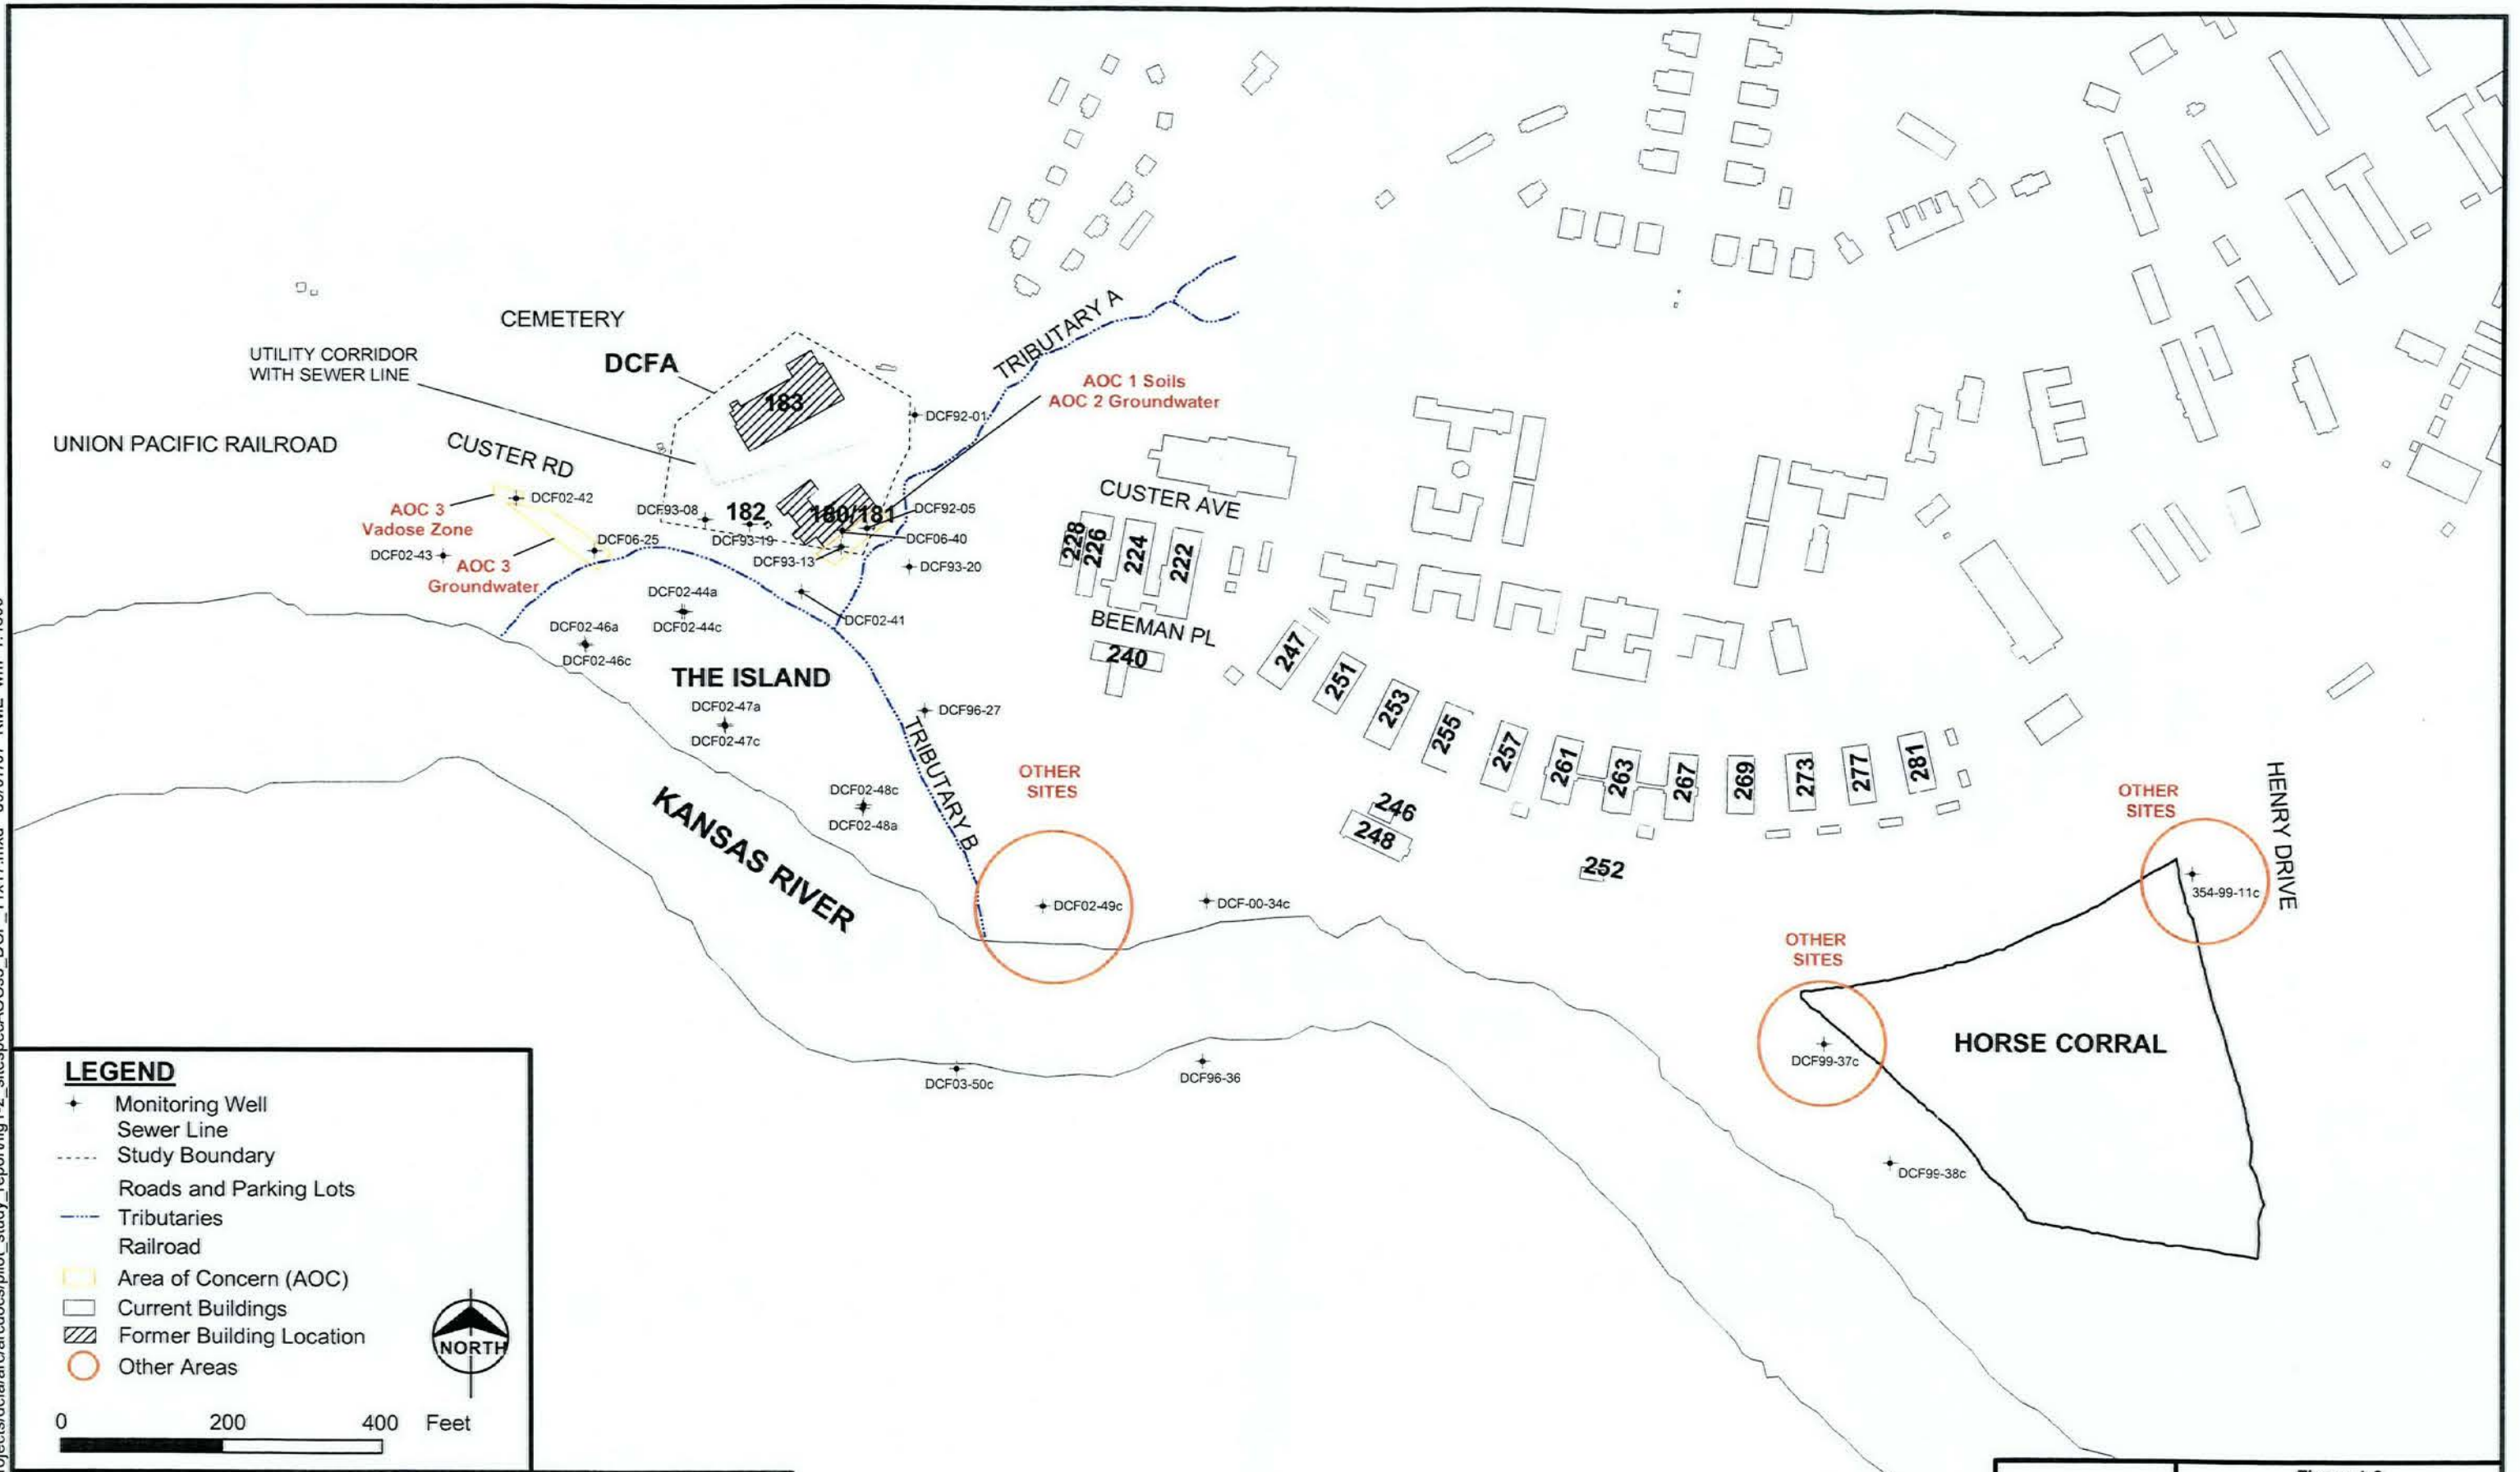 CEMETERY
UTILITY CORRIDOR
WITH SEWER LINE
DCFA
TRIBUTARY A
183
AOC 1 Soils
AOC 2 Groundwater
DCF92-01
UNION PACIFIC RAILROAD
CUSTER RD
AOC 3
Vadose Zone
DCF02-42
DCF93-08
182
180/181
DCF92-05
DCF93-19
DCF06-40
DCF02-43
DCF06-25
DCF93-13
DCF93-20
AOC 3
Groundwater
CUSTER AVE
228
226
224
222
DCF02-44a
DCF02-44c
DCF02-41
DCF02-46a
DCF02-46c
BEEMAN PL
240
THE ISLAND
DCF02-47a
DCF02-47c
DCF96-27
TRIBUTARY B
247
251
253
255
257
261
263
267
269
273
277
281
OTHER
SITES
DCF02-48c
DCF02-48a
KANSAS RIVER
246
248
252
DCF02-49c
DCF-00-34c
OTHER
SITES
HENRY DRIVE
354-99-11c
OTHER
SITES
DCF99-37c
HORSE CORRAL
DCF03-50c
DCF96-36
DCF99-38c
LEGEND
Monitoring Well
Sewer Line
Study Boundary
Roads and Parking Lots
Tributaries
Railroad
Area of Concern (AOC)
Current Buildings
Former Building Location
Other Areas
NORTH
0 200 400 Feet